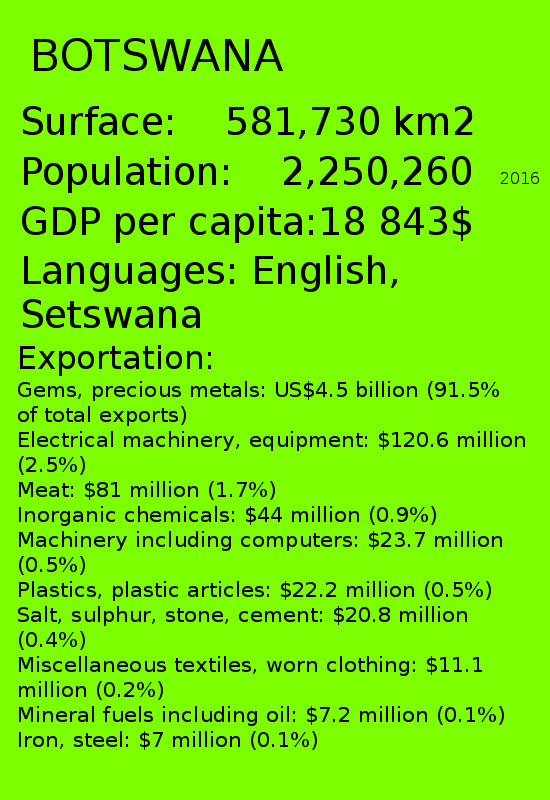 BOTSWANA
Surface: 581,730 km2
Population: 2,250,260 2016
GDP per capita:18 843$
Languages: English,
Setswana
Exportation:
Gems, precious metals: US$4.5 billion (91.5%
of total exports)
Electrical machinery, equipment: $120.6 million
(2.5%)
Meat: $81 million (1.7%)
Inorganic chemicals: $44 million (0.9%)
Machinery including computers: $23.7 million
(0.5%)
Plastics, plastic articles: $22.2 million (0.5%)
Salt, sulphur, stone, cement: $20.8 million
(0.4%)
Miscellaneous textiles, worn clothing: $11.1
million (0.2%)
Mineral fuels including oil: $7.2 million (0.1%)
Iron, steel: $7 million (0.1%)